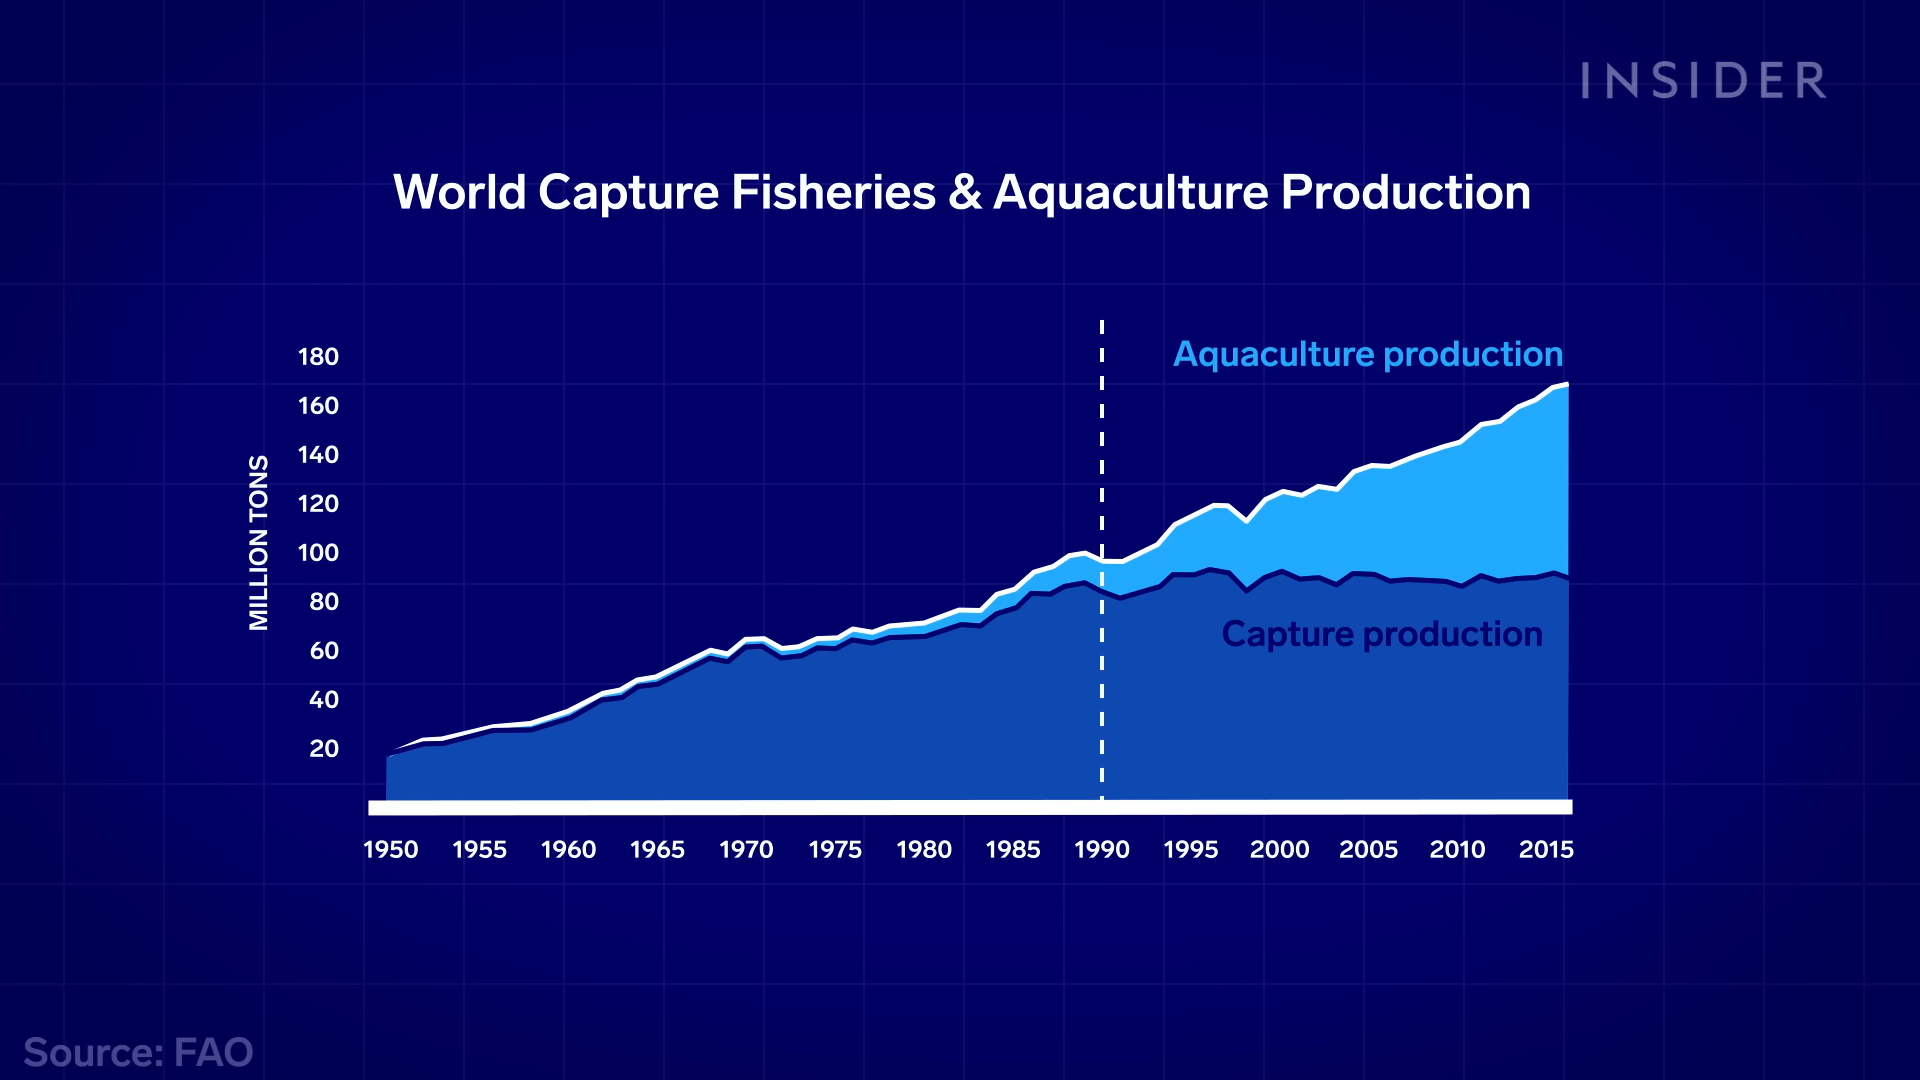 INSIDER
World Capture Fisheries & Aquaculture Production
Aquaculture production
Capture production
MILLION TONS
180
160
140
120
100
80
60
40
20
1950 1955 1960 1965 1970 1975 1980 1985 1990 1995 2000 2005 2010 2015
Source: FAO